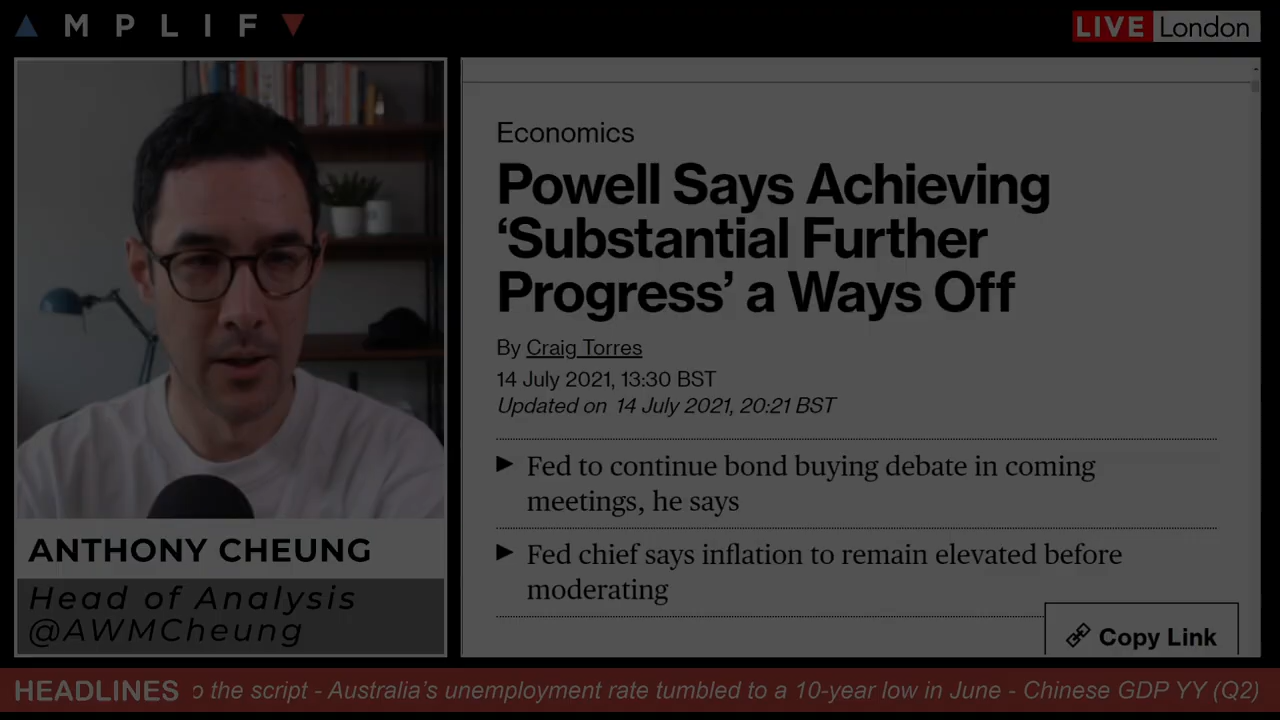 ▲ M P L I F ▼
LIVE London
Economics
Powell Says Achieving
‘Substantial Further
Progress’ a Ways Off
By Craig Torres
14 July 2021, 13:30 BST
Updated on 14 July 2021, 20:21 BST
▶ Fed to continue bond buying debate in coming
meetings, he says
▶ Fed chief says inflation to remain elevated before
moderating
Copy Link
ANTHONY CHEUNG
Head of Analysis
@AWMCheung
HEADLINES o the script - Australia’s unemployment rate tumbled to a 10-year low in June - Chinese GDP YY (Q2)